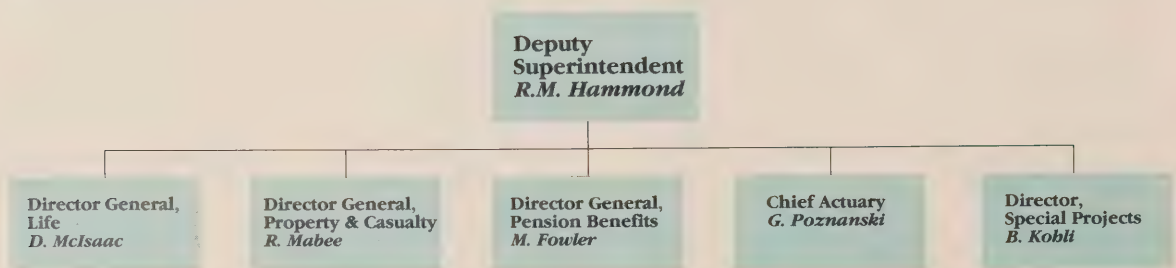 Deputy
Superintendent
R.M. Hammond
Director General,
Life
D. McIsaac
Director General,
Property & Casualty
R. Mabee
Director General,
Pension Benefits
M. Fowler
Chief Actuary
G. Poznanski
Director,
Special Projects
B. Kohli